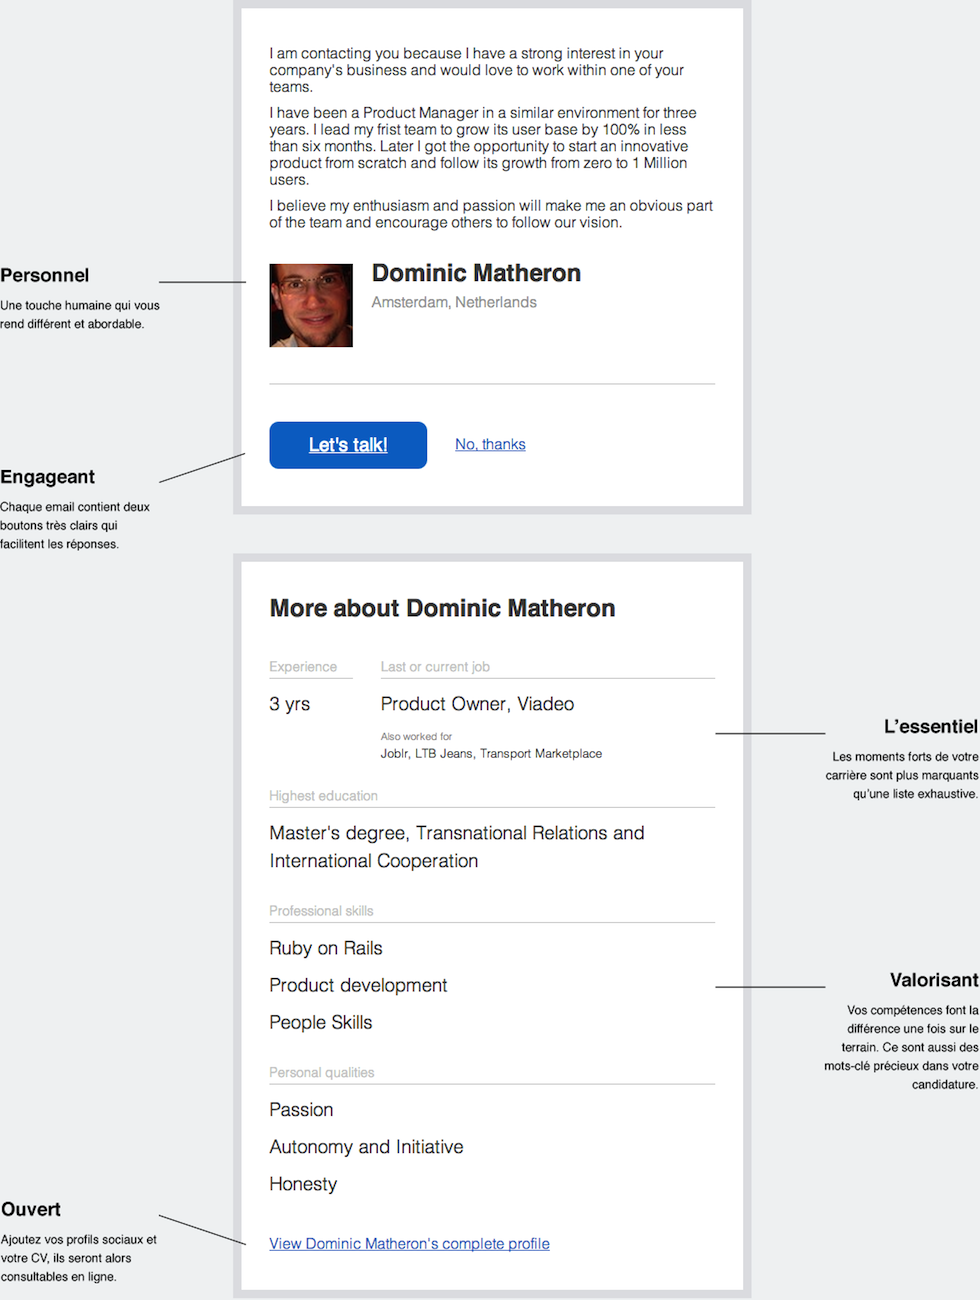 I am contacting you because I have a strong interest in your
company's business and would love to work within one of your
teams.
I have been a Product Manager in a similar environment for three
years. I lead my frist team to grow its user base by 100% in less
than six months. Later I got the opportunity to start an innovative
product from scratch and follow its growth from zero to 1 Million
users.
I believe my enthusiasm and passion will make me an obvious part
of the team and encourage others to follow our vision.
Personnel
Une touche humaine qui vous
rend différent et abordable.
Dominic Matheron
Amsterdam, Netherlands
Let's talk!
No, thanks
Engageant
Chaque email contient deux
boutons très clairs qui
facilitent les réponses.
More about Dominic Matheron
Experience
Last or current job
3 yrs
Product Owner, Viadeo
Also worked for
Joblr, LTB Jeans, Transport Marketplace
L’essentiel
Les moments forts de votre
carrière sont plus marquants
qu’une liste exhaustive.
Highest education
Master's degree, Transnational Relations and
International Cooperation
Professional skills
Ruby on Rails
Product development
People Skills
Valorisant
Vos compétences font la
différence une fois sur le
terrain. Ce sont aussi des
mots-clé précieux dans votre
candidature.
Personal qualities
Passion
Autonomy and Initiative
Honesty
Ouvert
Ajoutez vos profils sociaux et
votre CV, ils seront alors
consultables en ligne.
View Dominic Matheron's complete profile